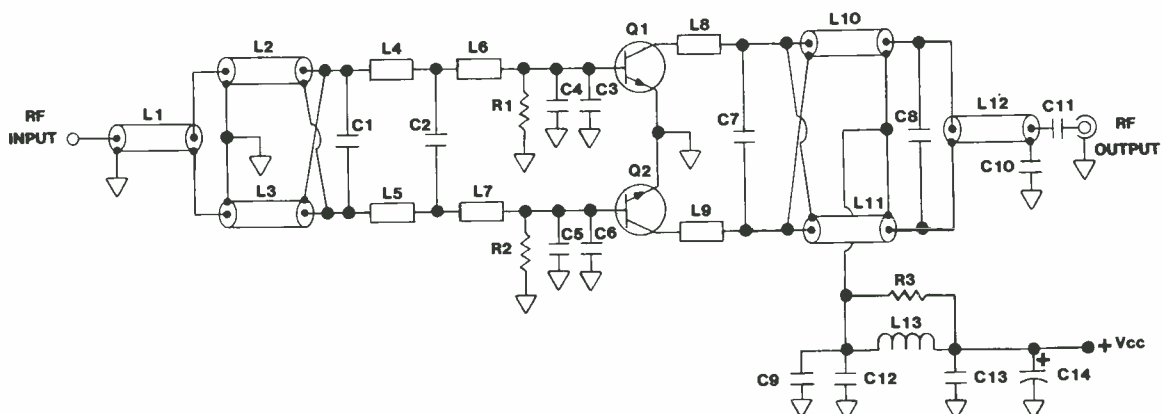 L10
Q1
L8
L2
L4
L6
RF
INPUT
L1
C1
C2
R1
C4
C3
C7
C8
L12
C11
RF
OUTPUT
C10
L3
Q2
L5
L7
L9
L11
R2
C5
C6
R3
L13
+ Vcc
C9
C12
C13
+
C14